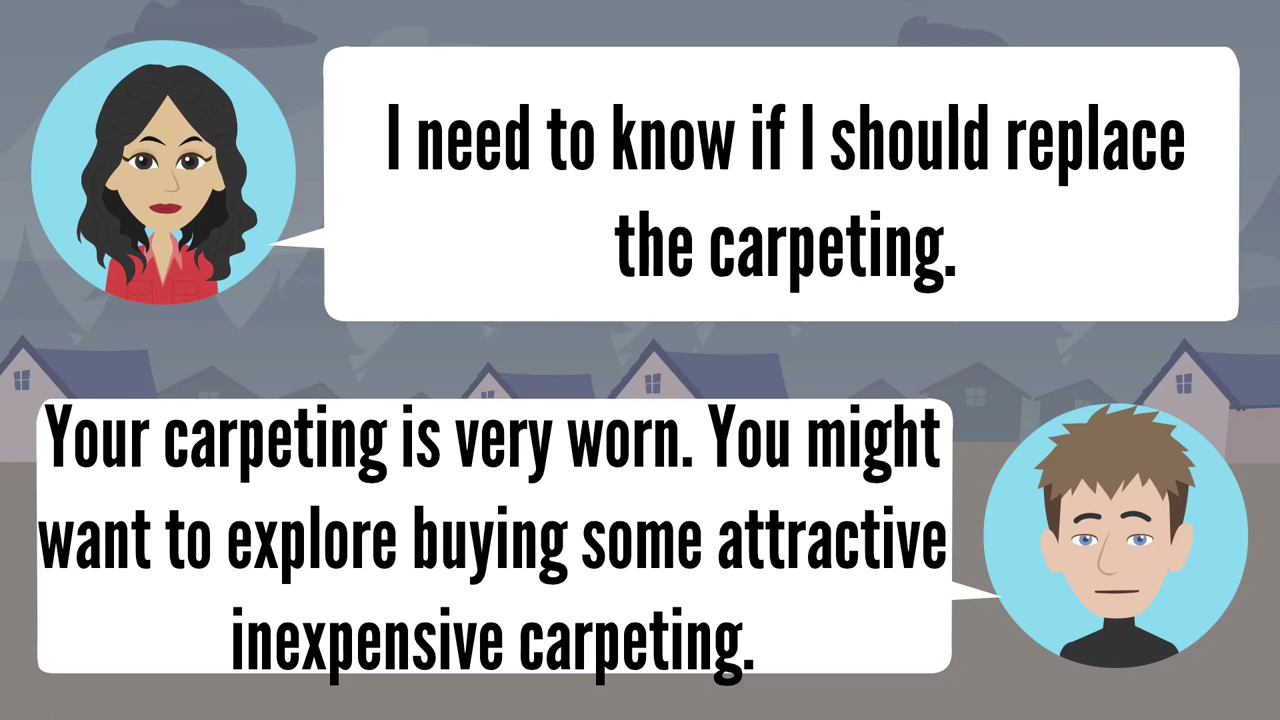 I need to know if I should replace
the carpeting.
Your carpeting is very worn. You might
want to explore buying some attractive
inexpensive carpeting.